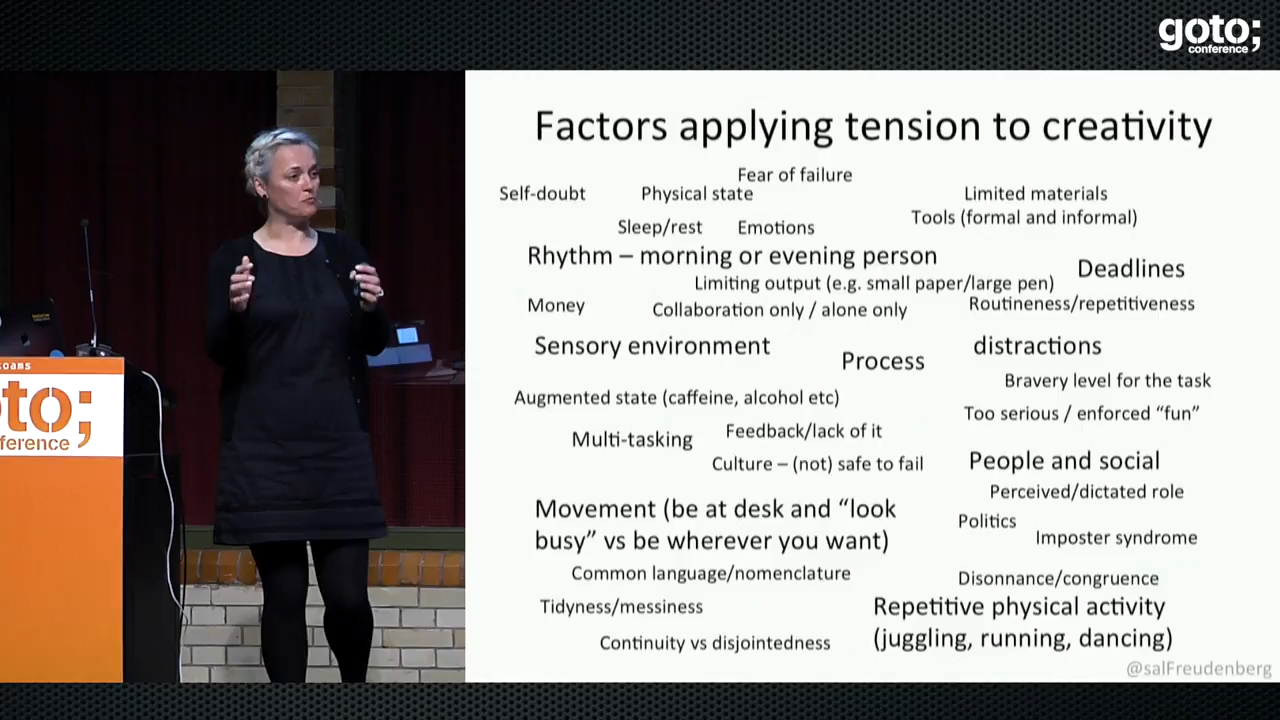 goto;
conference
Factors applying tension to creativity
Fear of failure
Self-doubt
Physical state
Limited materials
Tools (formal and informal)
Sleep/rest
Emotions
Rhythm – morning or evening person
Deadlines
Limiting output (e.g. small paper/large pen)
Money
Collaboration only / alone only
Routineness/repetitiveness
Sensory environment
Process
distractions
Bravery level for the task
Augmented state (caffeine, alcohol etc)
Too serious / enforced “fun”
Multi-tasking
Feedback/lack of it
Culture – (not) safe to fail
People and social
Perceived/dictated role
Movement (be at desk and “look
busy” vs be wherever you want)
Politics
Imposter syndrome
Common language/nomenclature
Disonnance/congruence
Tidyness/messiness
Repetitive physical activity
(juggling, running, dancing)
Continuity vs disjointedness
@salFreudenberg
oams
oto;
ference